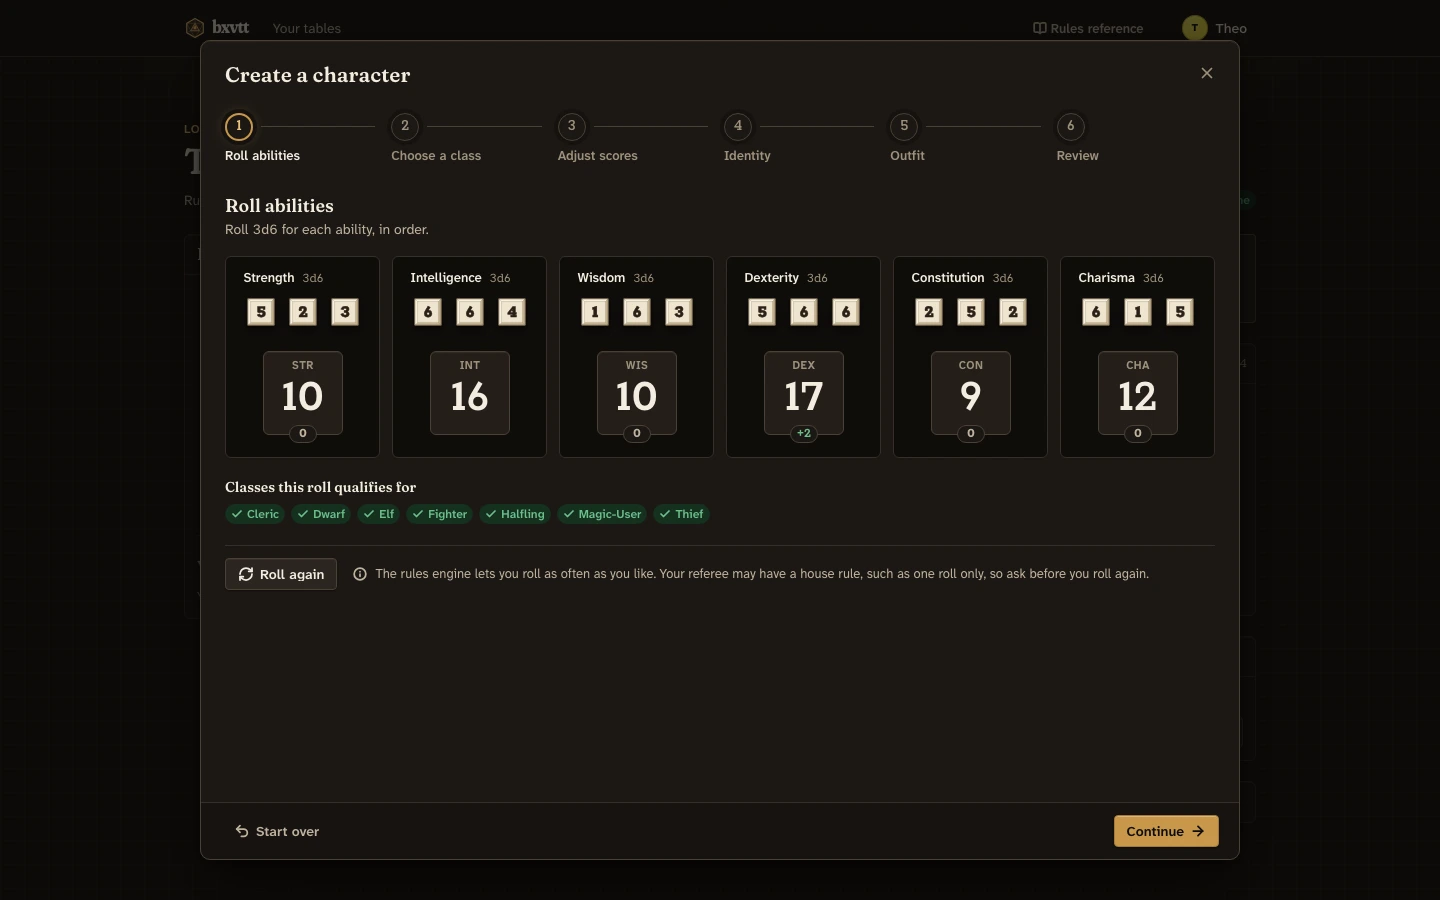 bxvtt Your tables Rules reference T Theo
Create a character
1 2 3 4 5 6
Roll abilities Choose a class Adjust scores Identity Outfit Review
Roll abilities
Roll 3d6 for each ability, in order.
Strength 3d6 Intelligence 3d6 Wisdom 3d6 Dexterity 3d6 Constitution 3d6 Charisma 3d6
5 2 3 6 6 4 1 6 3 5 6 6 2 5 2 6 1 5
STR INT WIS DEX CON CHA
10 16 10 17 9 12
0 0 +2 0 0
Classes this roll qualifies for
Cleric Dwarf Elf Fighter Halfling Magic-User Thief
Roll again The rules engine lets you roll as often as you like. Your referee may have a house rule, such as one roll only, so ask before you roll again.
Start over Continue